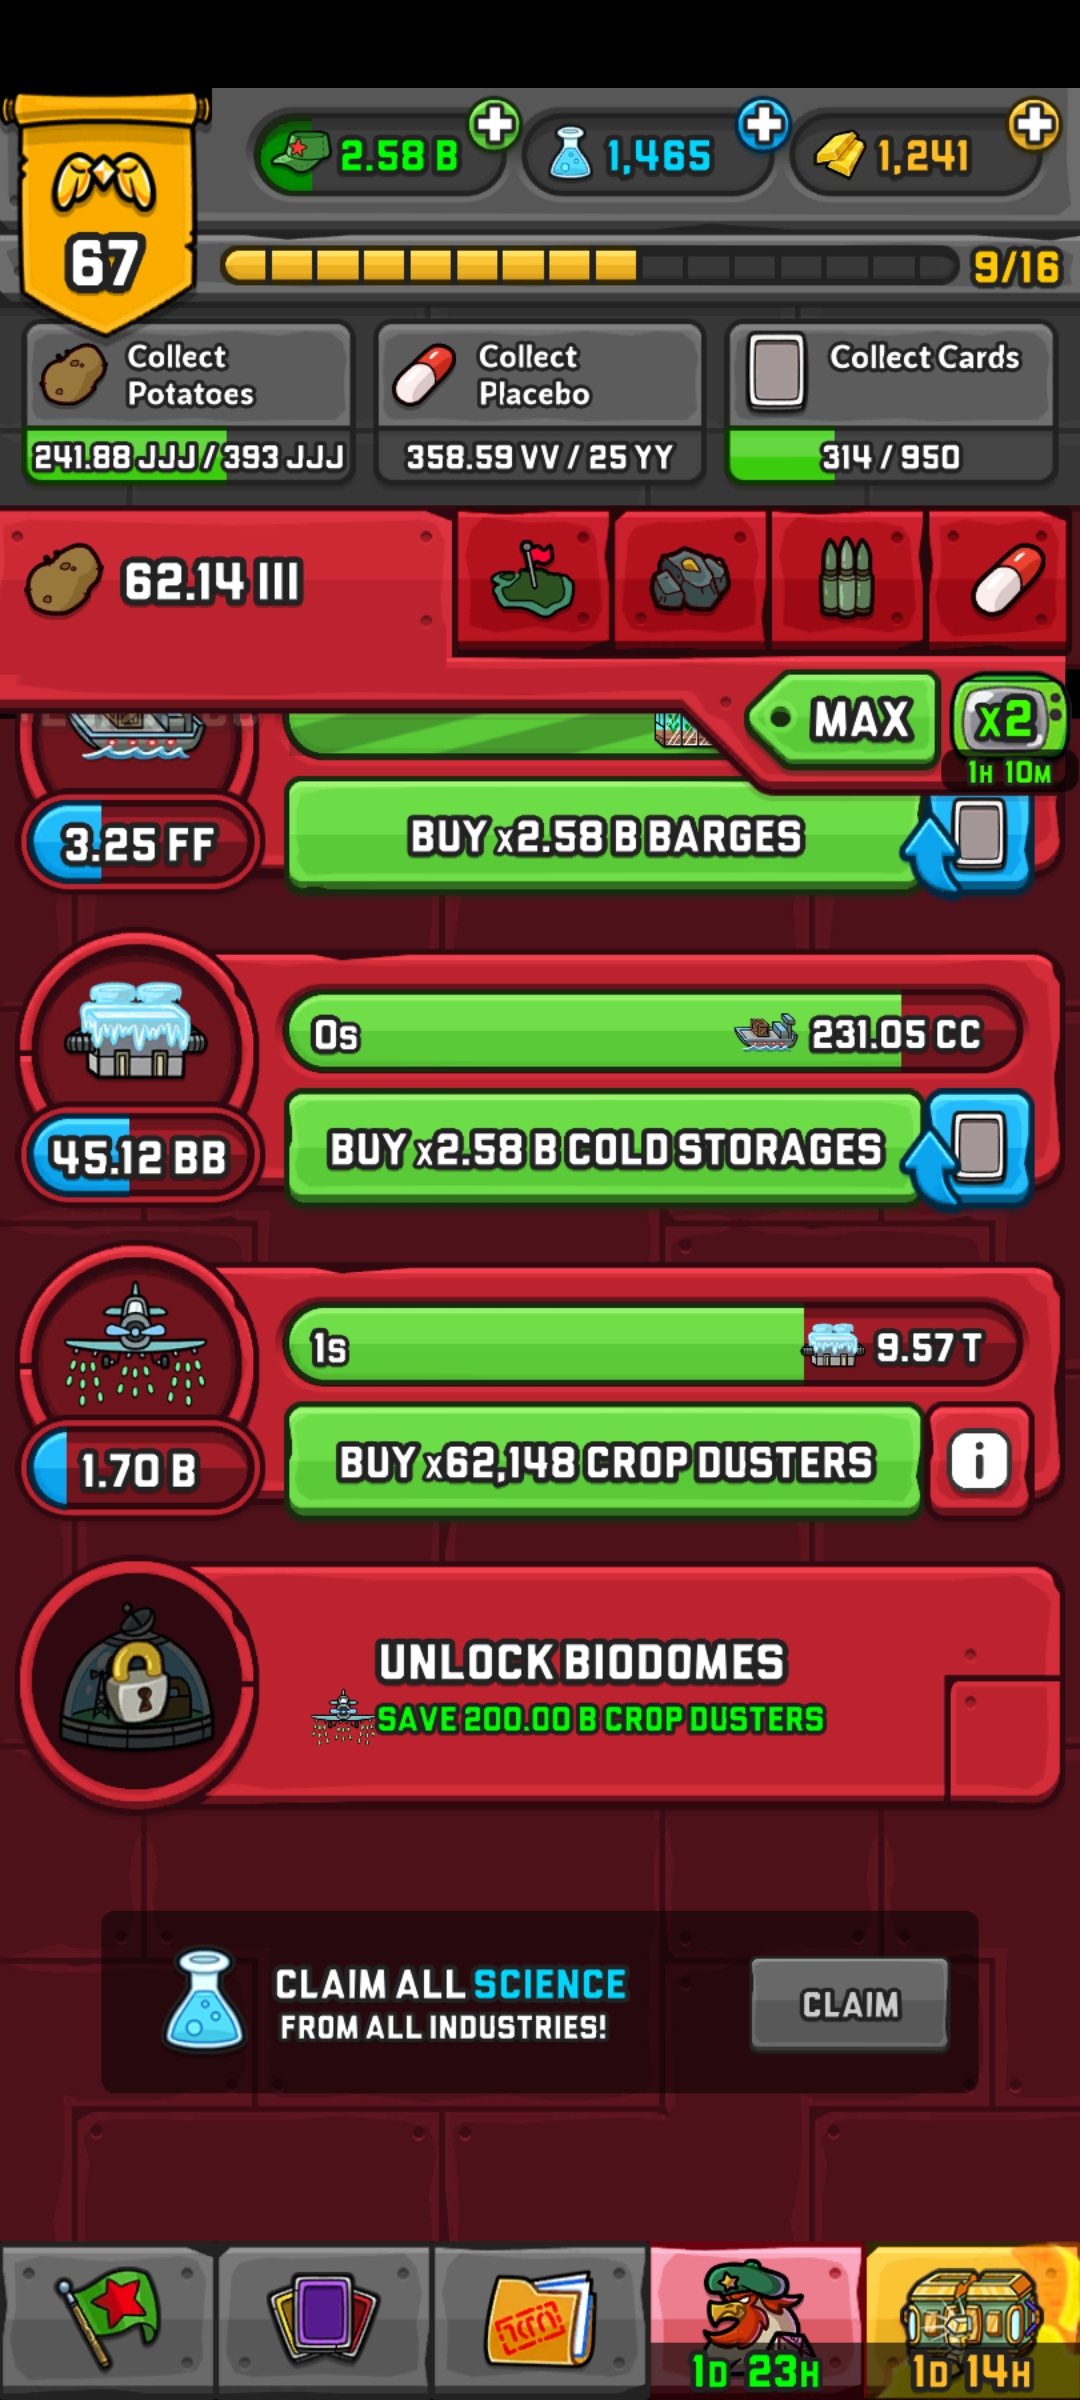 2.58 B
1,465
1,241
67
9/16
Collect
Potatoes
241.88 JJJ / 393 JJJ
Collect
Placebo
358.59 VV / 25 YY
Collect Cards
314 / 950
62.14 III
MAX
x2
1H 10M
3.25 FF
BUY x2.58 B BARGES
0s
231.05 CC
45.12 BB
BUY x2.58 B COLD STORAGES
1s
9.57 T
1.70 B
BUY x62,148 CROP DUSTERS
i
UNLOCK BIODOMES
SAVE 200.00 B CROP DUSTERS
CLAIM ALL SCIENCE
FROM ALL INDUSTRIES!
CLAIM
1D 23H
1D 14H